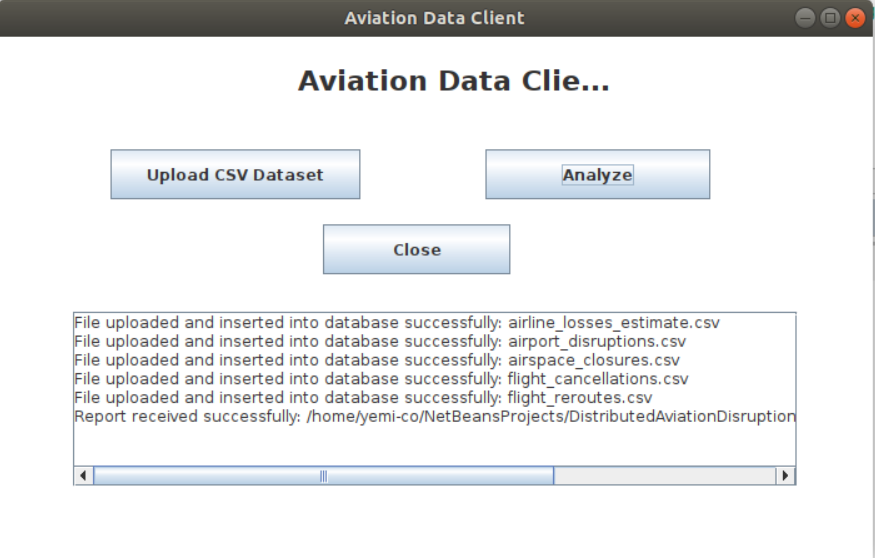 Aviation Data Client
Aviation Data Clie...
Upload CSV Dataset
Analyze
Close
File uploaded and inserted into database successfully: airline_losses_estimate.csv
File uploaded and inserted into database successfully: airport_disruptions.csv
File uploaded and inserted into database successfully: airspace_closures.csv
File uploaded and inserted into database successfully: flight_cancellations.csv
File uploaded and inserted into database successfully: flight_reroutes.csv
Report received successfully: /home/yemi-co/NetBeansProjects/DistributedAviationDisruption